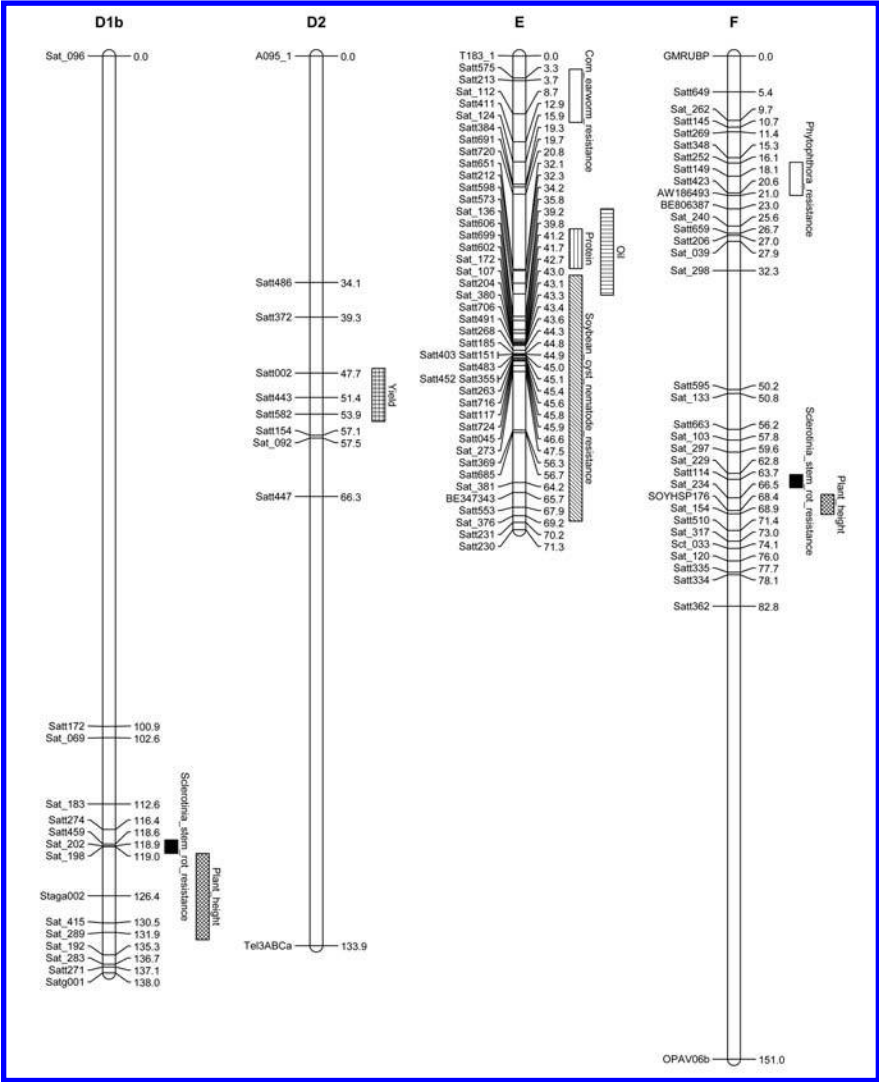 D1b
Sat_096 0.0
Satt172 100.9
Sat_069 102.6
Sat_183 112.6
Satt274 116.4
Satt459 118.6
Sat_202 118.9
Sat_198 119.0
Staga002 126.4
Sat_415 130.5
Sat_289 131.9
Sat_192 135.3
Sat_283 136.7
Satt271 137.1
Satg001 138.0
Sclerotinia_stem_rot_resistance
Plant_height
D2
A095_1 0.0
Satt486 34.1
Satt372 39.3
Satt002 47.7
Satt443 51.4
Satt582 53.9
Satt154 57.1
Sat_092 57.5
Satt447 66.3
Tel3ABCa 133.9
Yield
E
T183_1 0.0
Satt575 3.3
Satt213 3.7
Sat_112 8.7
Satt411 12.9
Sat_124 15.9
Satt384 19.3
Satt691 19.7
Satt720 20.8
Satt651 32.1
Satt212 32.3
Satt598 34.2
Satt573 35.8
Sat_136 39.2
Satt606 39.8
Satt699 41.2
Satt602 41.7
Sat_172 42.7
Sat_107 43.0
Satt204 43.1
Sat_380 43.3
Satt706 43.4
Satt491 43.6
Satt268 44.3
Satt185 44.8
Satt403 Satt151 44.9
Satt483 45.0
Satt452 Satt355 45.1
Satt263 45.4
Satt716 45.6
Satt117 45.8
Satt724 45.9
Satt045 46.6
Sat_273 47.5
Satt369 56.3
Satt685 56.7
Sat_381 64.2
BE347343 65.7
Satt553 67.9
Sat_376 69.2
Satt231 70.2
Satt230 71.3
Corn_earworm_resistance
Protein
Oil
Soybean_cyst_nematode_resistance
F
GMRUBP 0.0
Satt649 5.4
Sat_262 9.7
Satt145 10.7
Satt269 11.4
Satt348 15.3
Satt252 16.1
Satt149 18.1
Satt423 20.6
AW186493 21.0
BE806387 23.0
Sat_240 25.6
Satt659 26.7
Satt206 27.0
Sat_039 27.9
Sat_298 32.3
Satt595 50.2
Sat_133 50.8
Satt663 56.2
Sat_103 57.8
Sat_297 59.6
Sat_229 62.8
Satt114 63.7
Sat_234 66.5
SOYHSP176 68.4
Sat_154 68.9
Satt510 71.4
Sat_317 73.0
Sct_033 74.1
Sat_120 76.0
Satt335 77.7
Satt334 78.1
Satt362 82.8
OPAV06b 151.0
Phytophthora_resistance
Sclerotinia_stem_rot_resistance
Plant_height